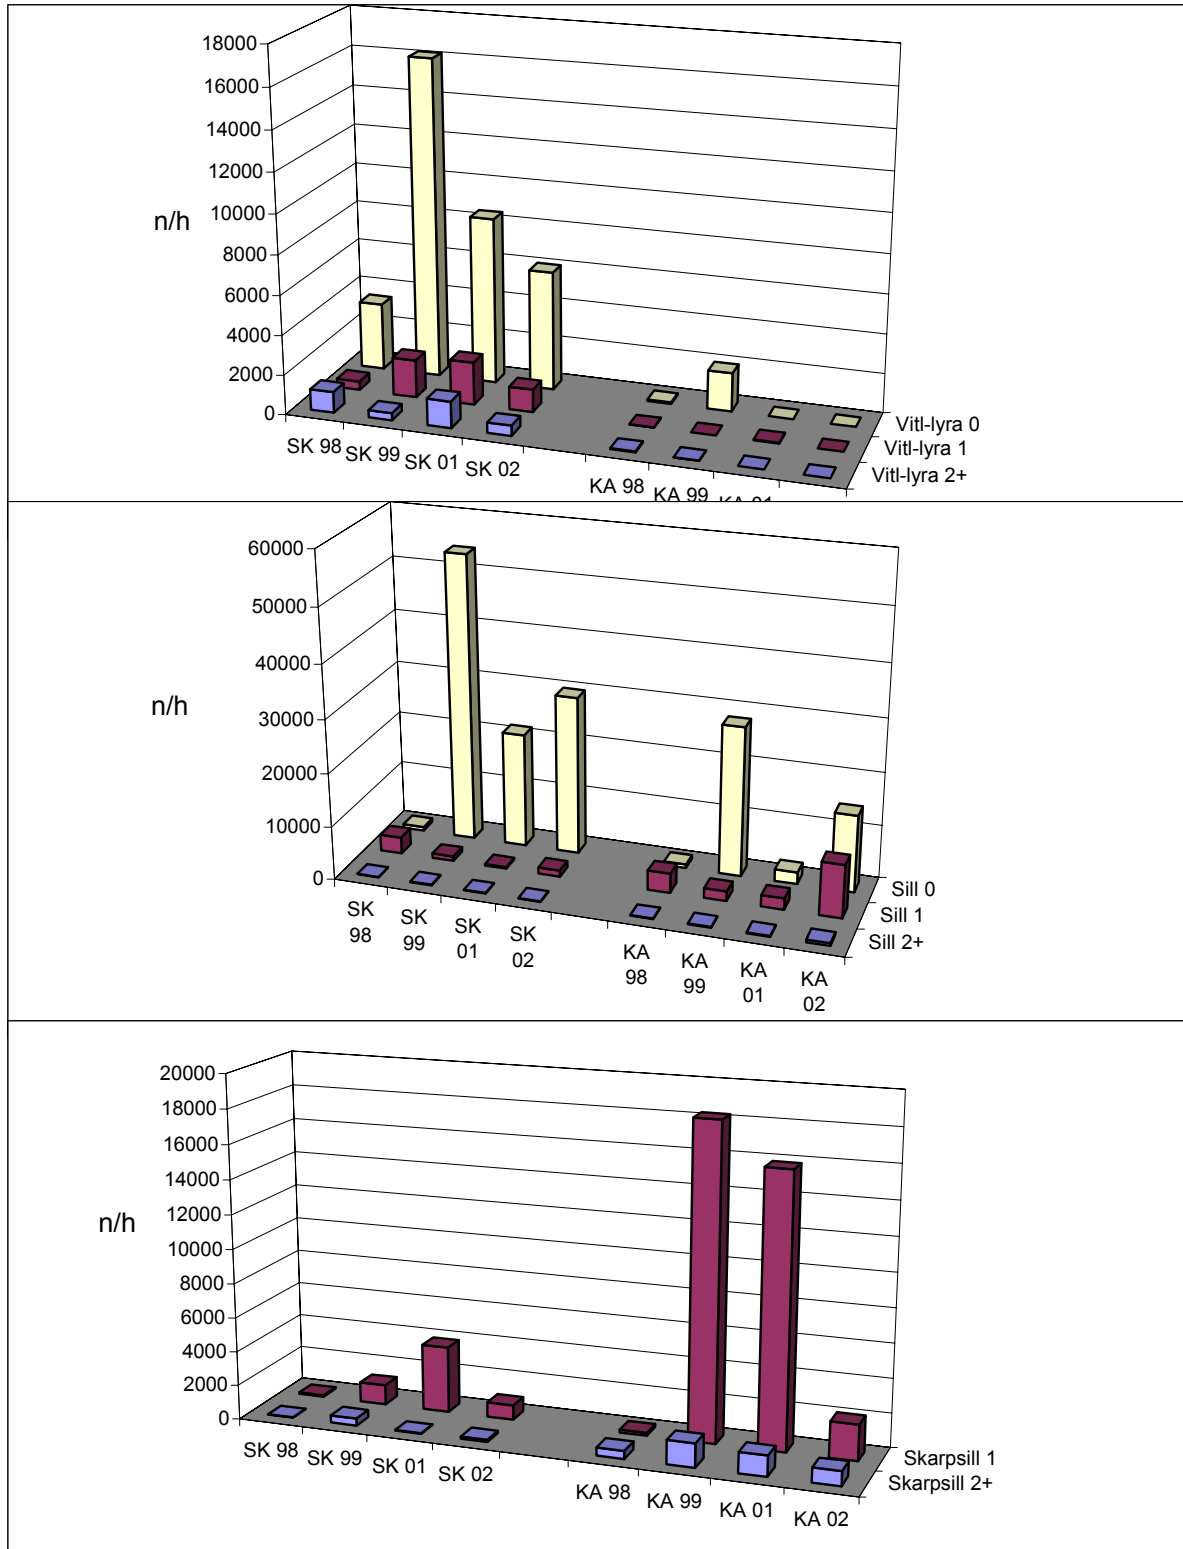 18000
16000
14000
12000
10000
8000
6000
4000
2000
0
n/h
SK 98
SK 99
SK 01
SK 02
KA 98
KA 99
KA 01
Vitl-lyra 0
Vitl-lyra 1
Vitl-lyra 2+
60000
50000
40000
30000
20000
10000
0
n/h
SK
98
SK
99
SK
01
SK
02
KA
98
KA
99
KA
01
KA
02
Sill 0
Sill 1
Sill 2+
20000
18000
16000
14000
12000
10000
8000
6000
4000
2000
0
n/h
SK 98
SK 99
SK 01
SK 02
KA 98
KA 99
KA 01
KA 02
Skarpsill 1
Skarpsill 2+